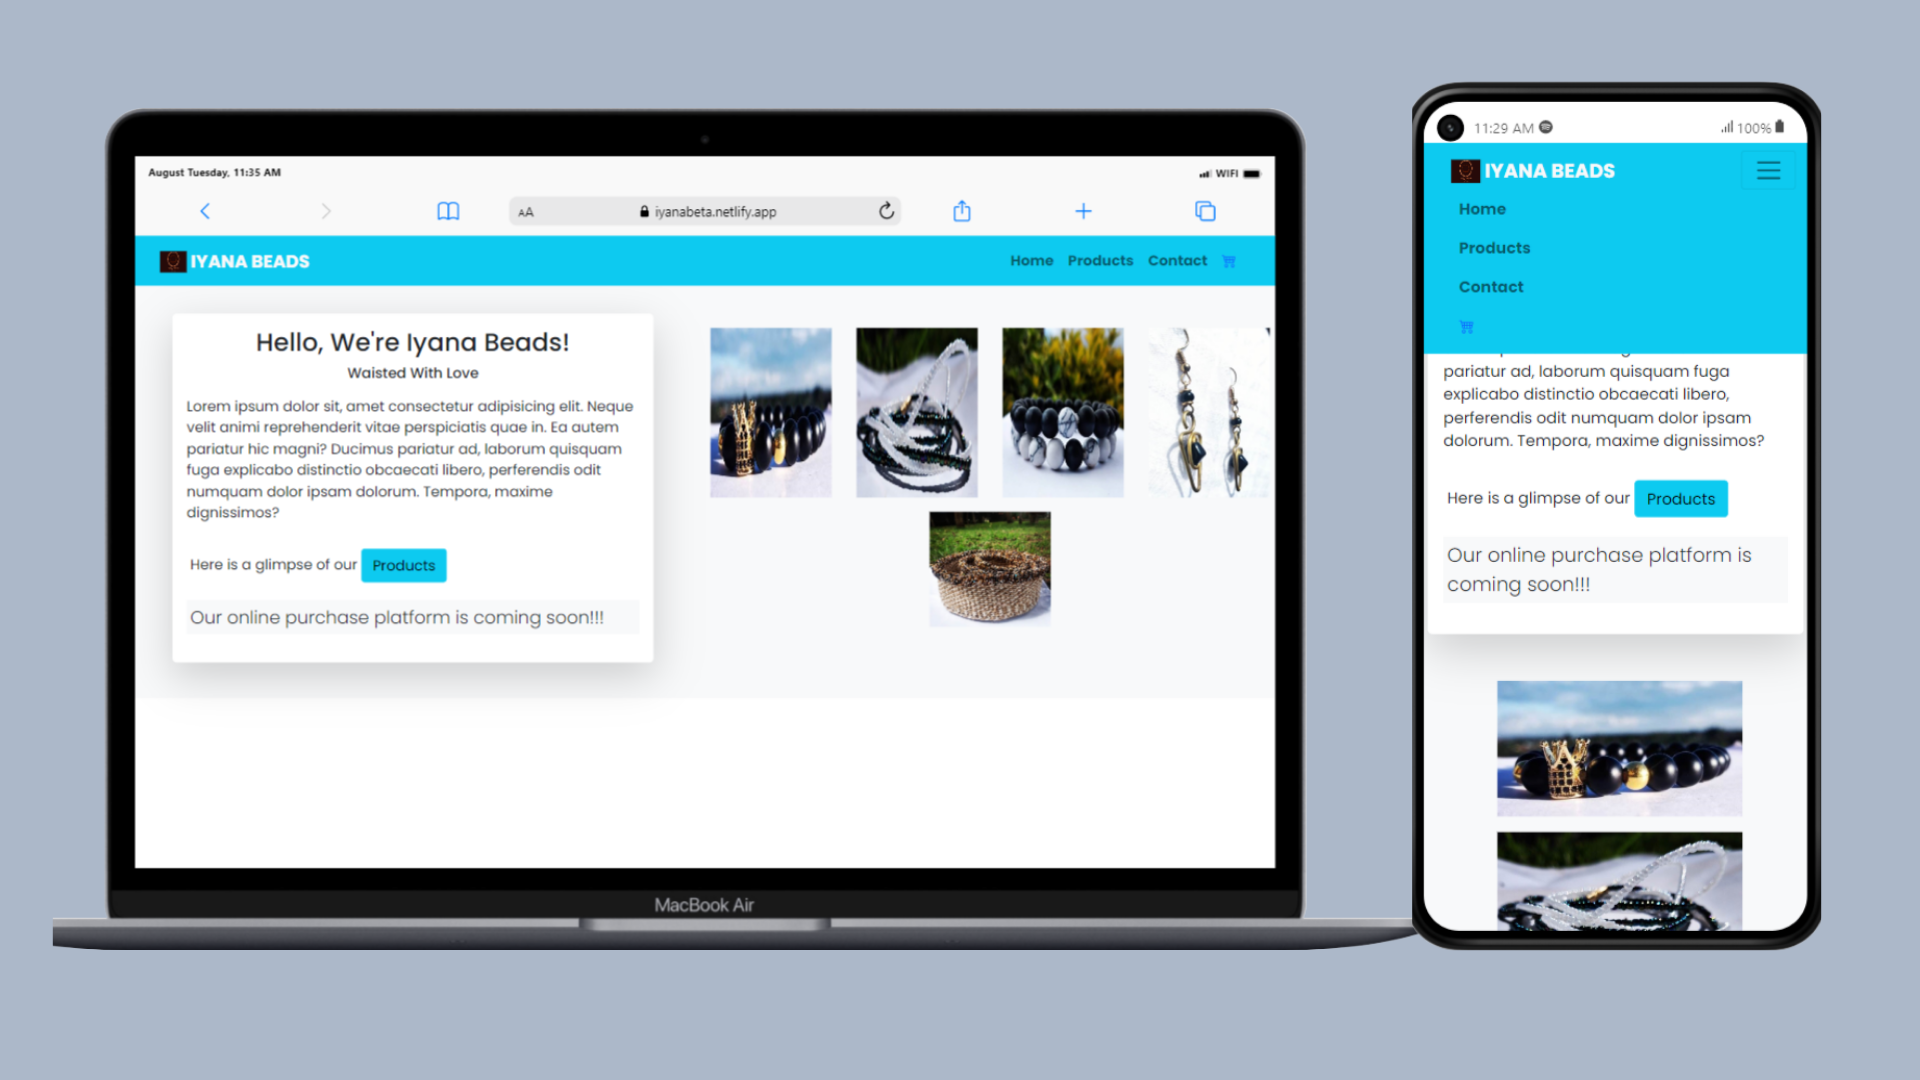 August Tuesday, 11:35 AM
WIFI
AA
iyanabeta.netlify.app
IYANA BEADS
Home
Products
Contact
Hello, We're Iyana Beads!
Waisted With Love
Lorem ipsum dolor sit, amet consectetur adipisicing elit. Neque
velit animi reprehenderit vitae perspiciatis quae in. Ea autem
pariatur hic magni? Ducimus pariatur ad, laborum quisquam
fuga explicabo distinctio obcaecati libero, perferendis odit
numquam dolor ipsam dolorum. Tempora, maxime
dignissimos?
Here is a glimpse of our Products
Our online purchase platform is coming soon!!!
MacBook Air
11:29 AM
100%
IYANA BEADS
Home
Products
Contact
pariatur ad, laborum quisquam fuga
explicabo distinctio obcaecati libero,
perferendis odit numquam dolor ipsam
dolorum. Tempora, maxime dignissimos?
Here is a glimpse of our Products
Our online purchase platform is
coming soon!!!